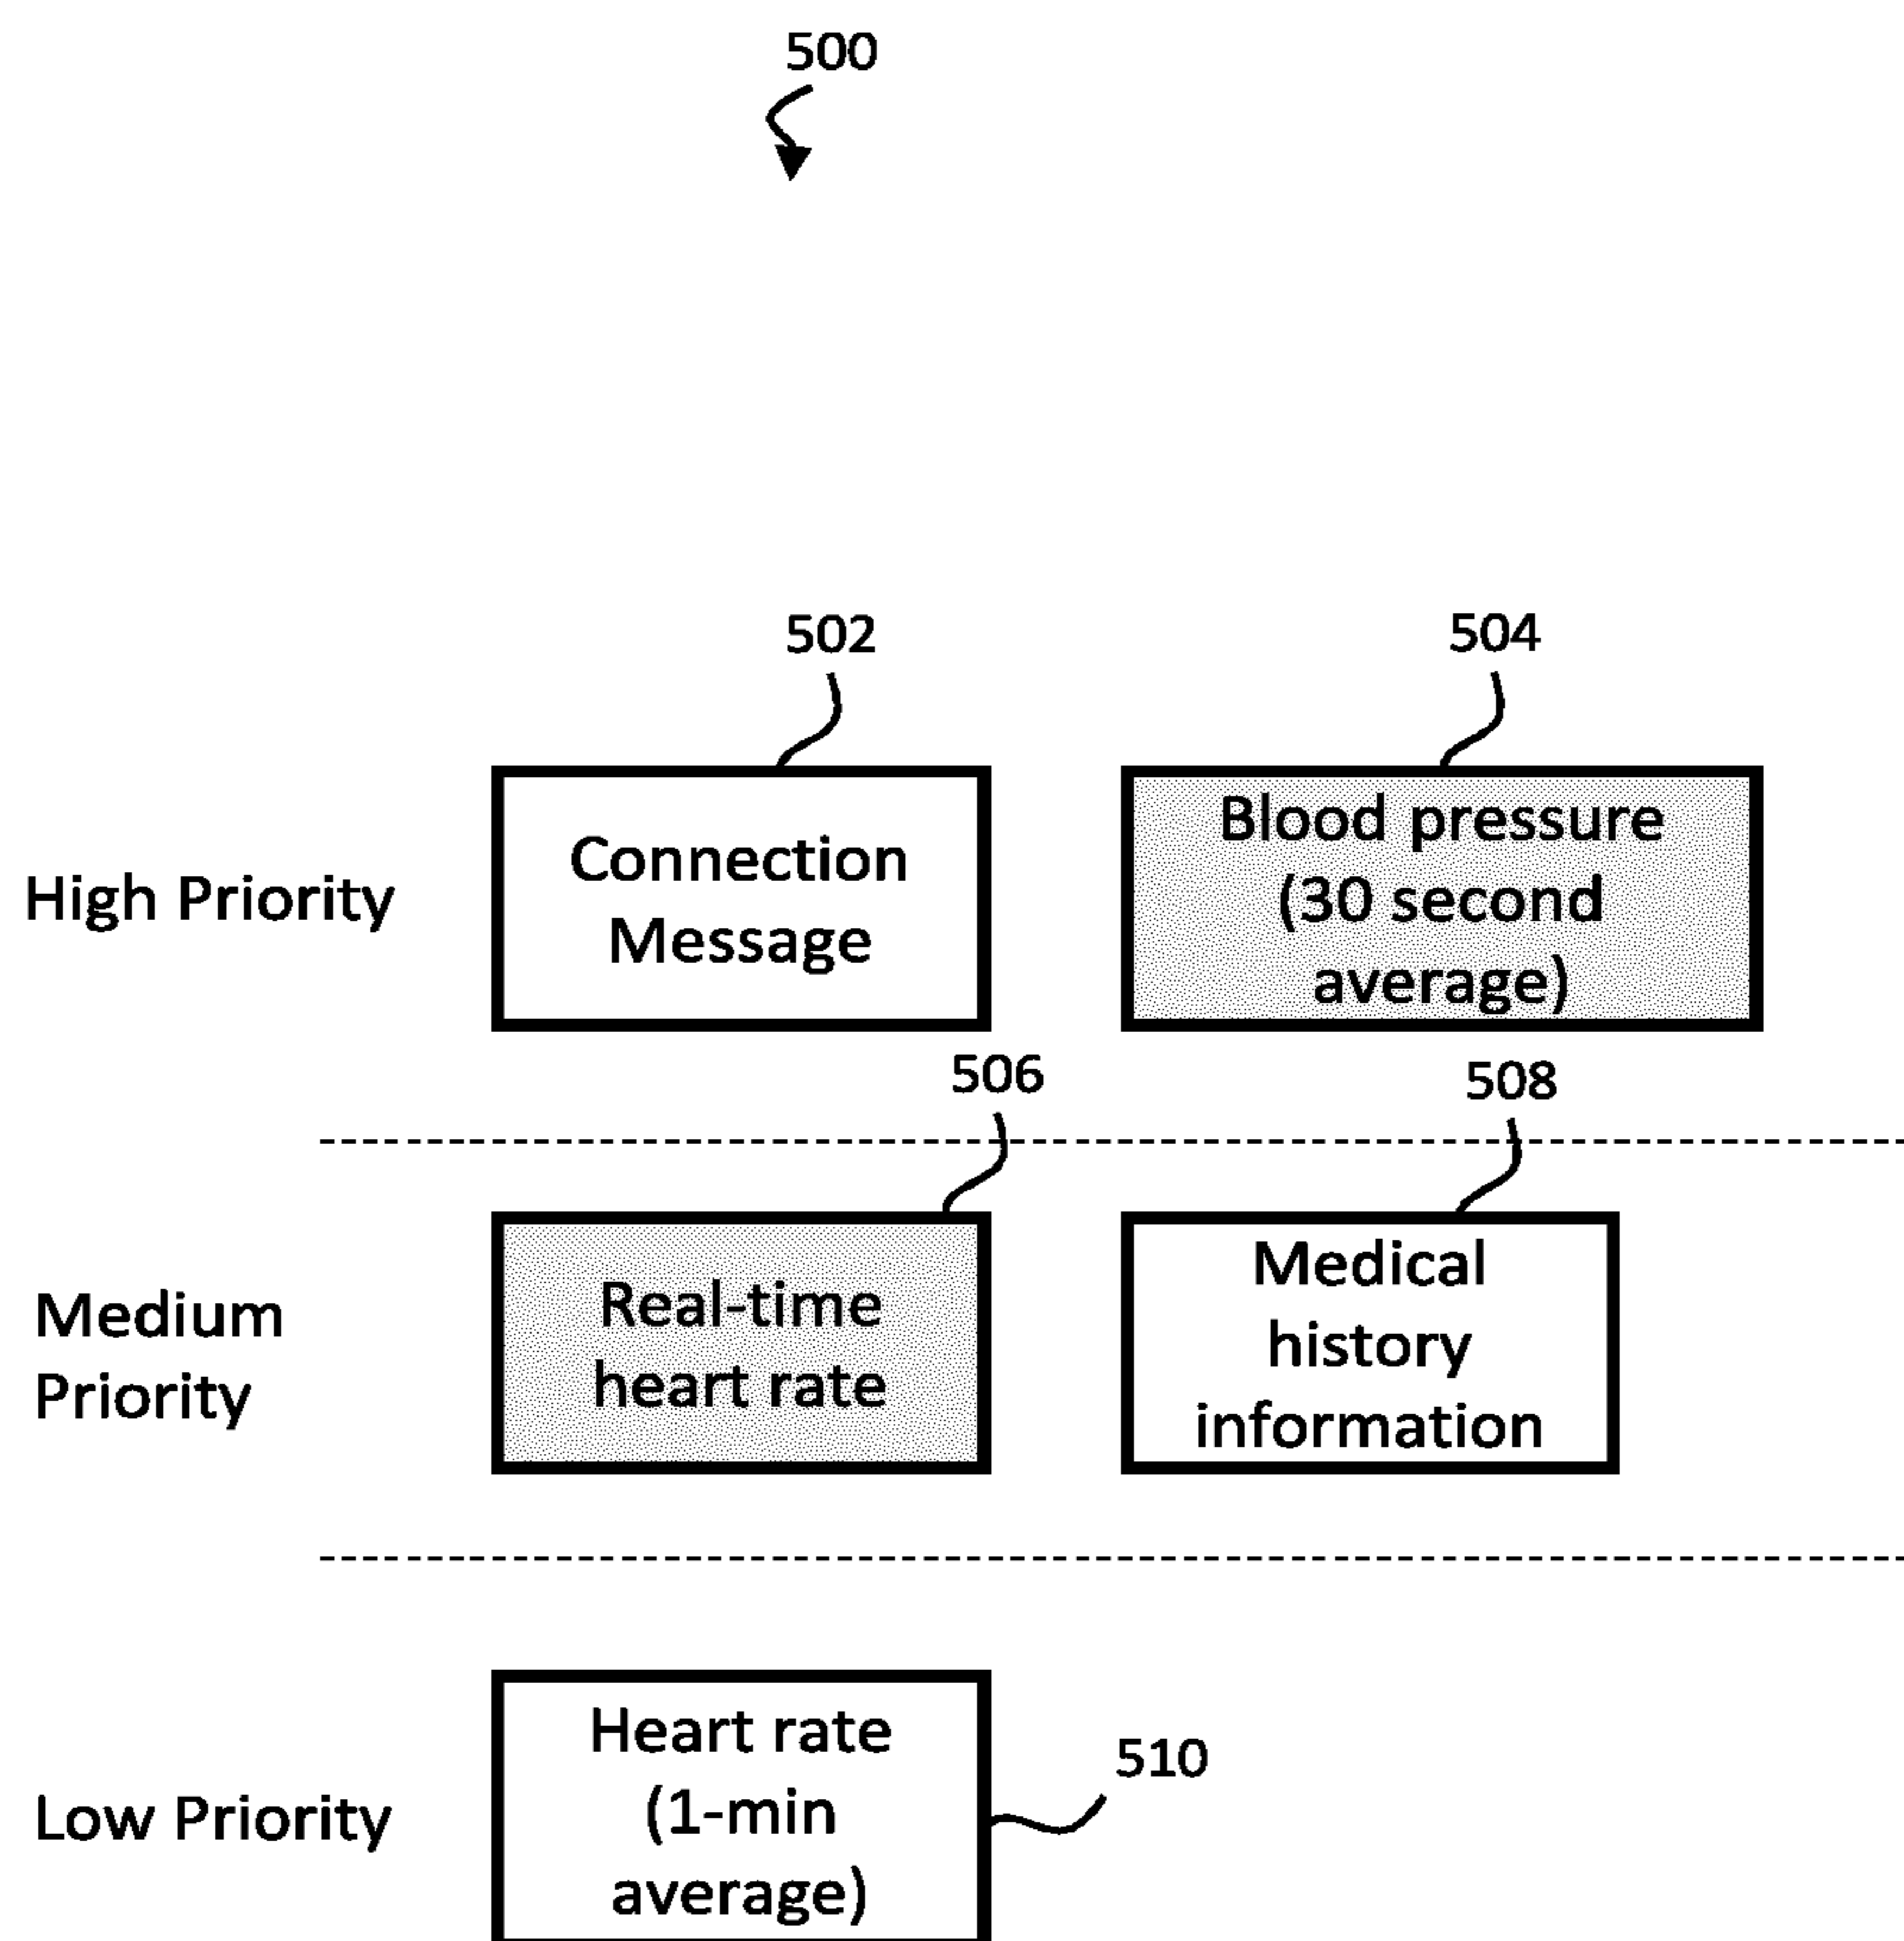 500
502
504
High Priority
Connection
Message
Blood pressure
(30 second
average)
506
508
Medium
Priority
Real-time
heart rate
Medical
history
information
Low Priority
Heart rate
(1-min
average)
510